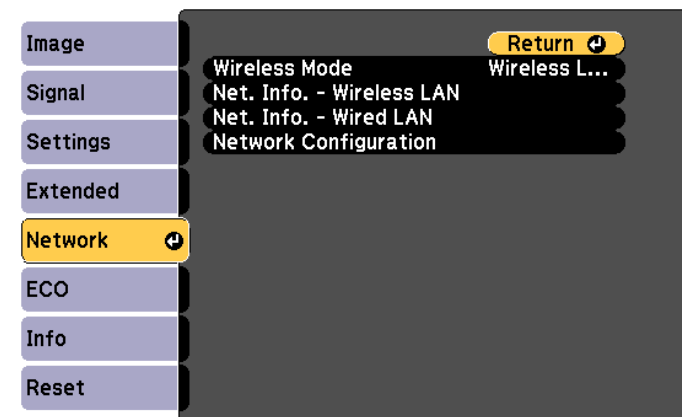 Image
Signal
Settings
Extended
Network
ECO
Info
Reset
Return
Wireless Mode Wireless L...
Net. Info. - Wireless LAN
Net. Info. - Wired LAN
Network Configuration